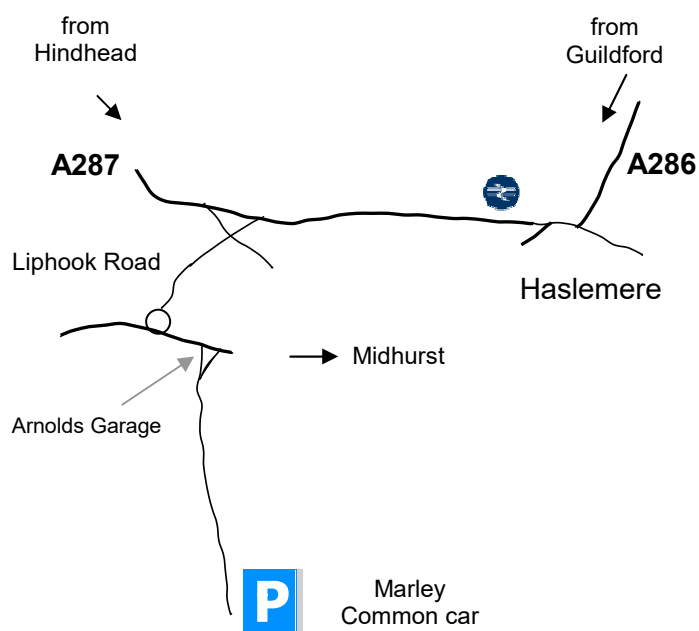 from
Hindhead
from
Guildford
A287
A286
Liphook Road
Haslemere
Midhurst
Arnolds Garage
P
Marley
Common car